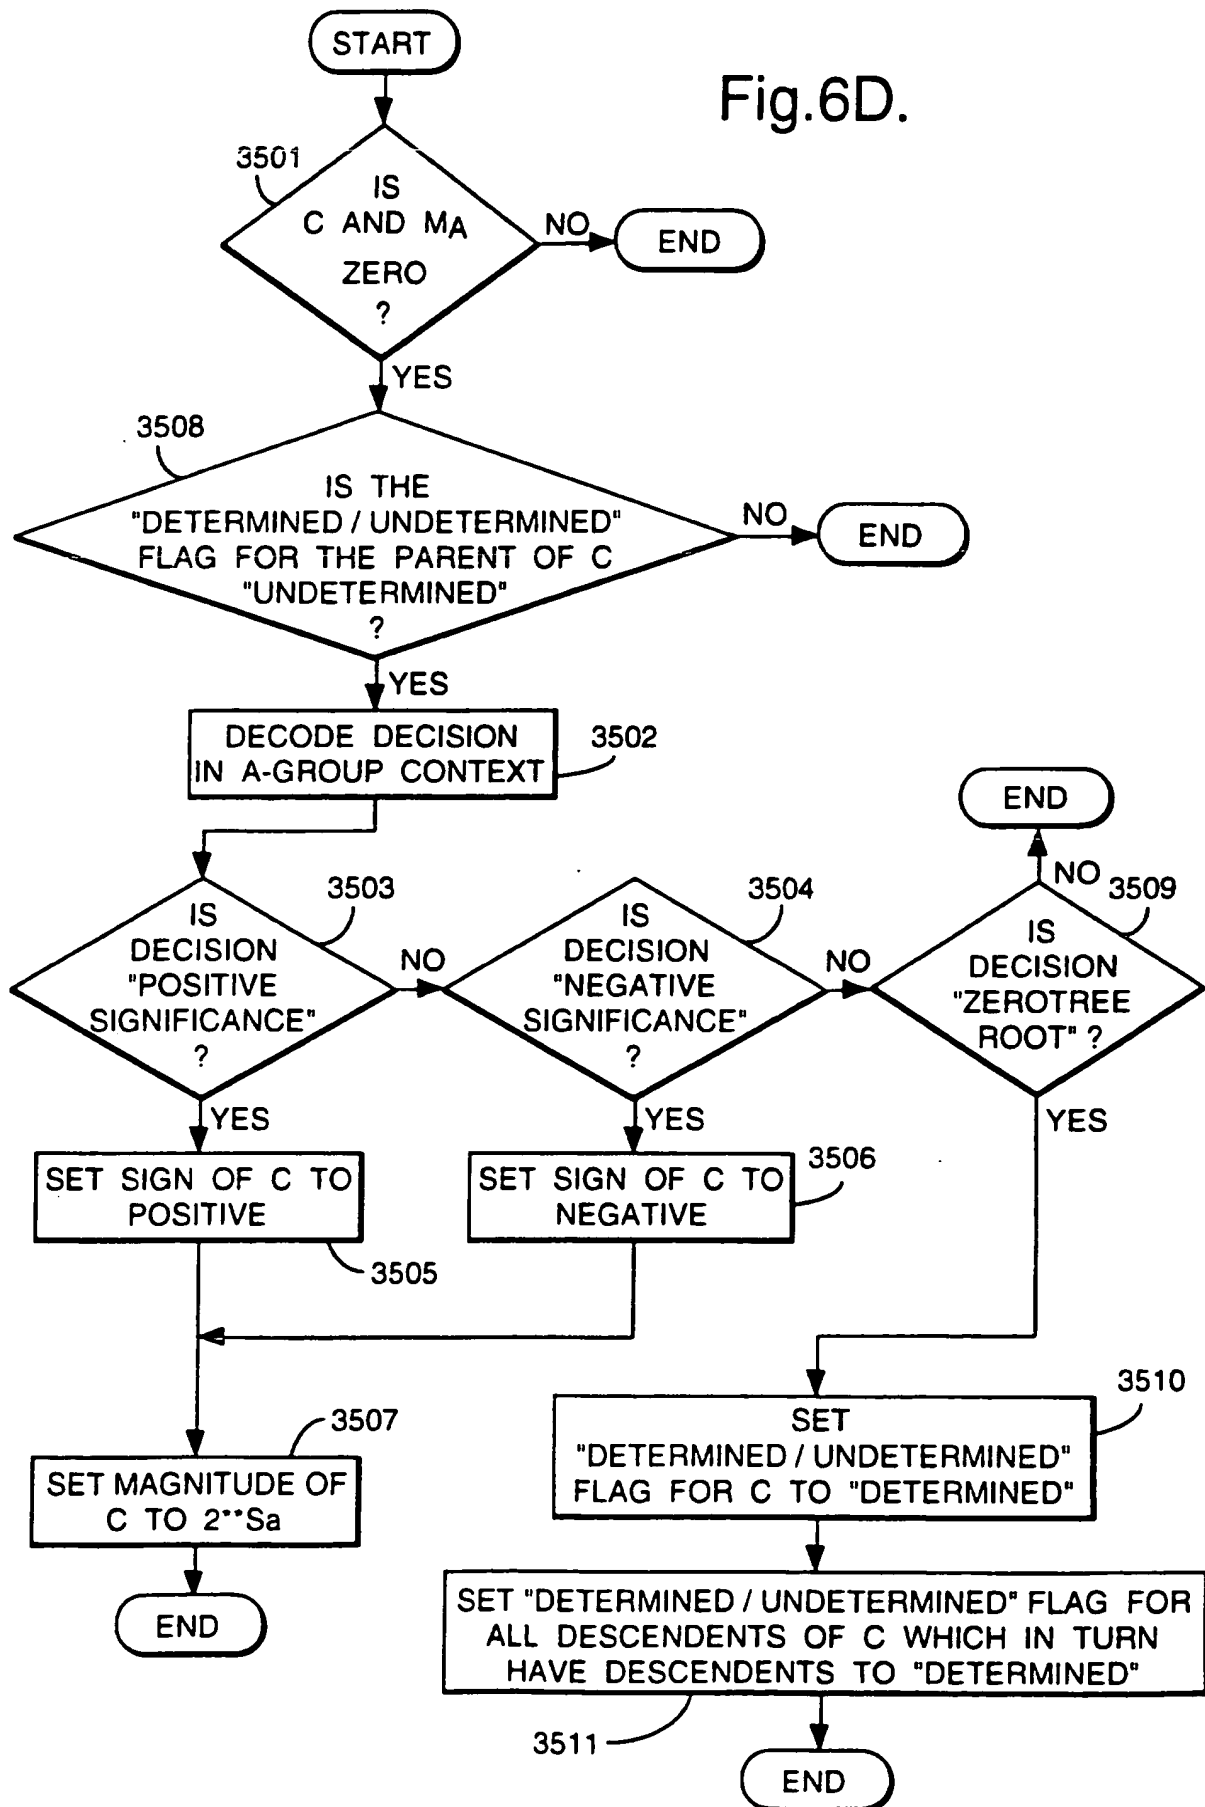 START
Fig.6D.
3501
IS
C AND MA
ZERO
?
NO
END
YES
3508
IS THE
"DETERMINED / UNDETERMINED"
FLAG FOR THE PARENT OF C
"UNDETERMINED"
?
NO
END
YES
DECODE DECISION
IN A-GROUP CONTEXT
3502
END
NO
3503
IS
DECISION
"POSITIVE
SIGNIFICANCE"
?
NO
3504
IS
DECISION
"NEGATIVE
SIGNIFICANCE"
?
NO
3509
IS
DECISION
"ZEROTREE
ROOT" ?
YES
YES
YES
SET SIGN OF C TO
POSITIVE
3505
SET SIGN OF C TO
NEGATIVE
3506
3507
SET MAGNITUDE OF
C TO 2**Sa
END
3510
SET
"DETERMINED / UNDETERMINED"
FLAG FOR C TO "DETERMINED"
SET "DETERMINED / UNDETERMINED" FLAG FOR
ALL DESCENDENTS OF C WHICH IN TURN
HAVE DESCENDENTS TO "DETERMINED"
3511
END